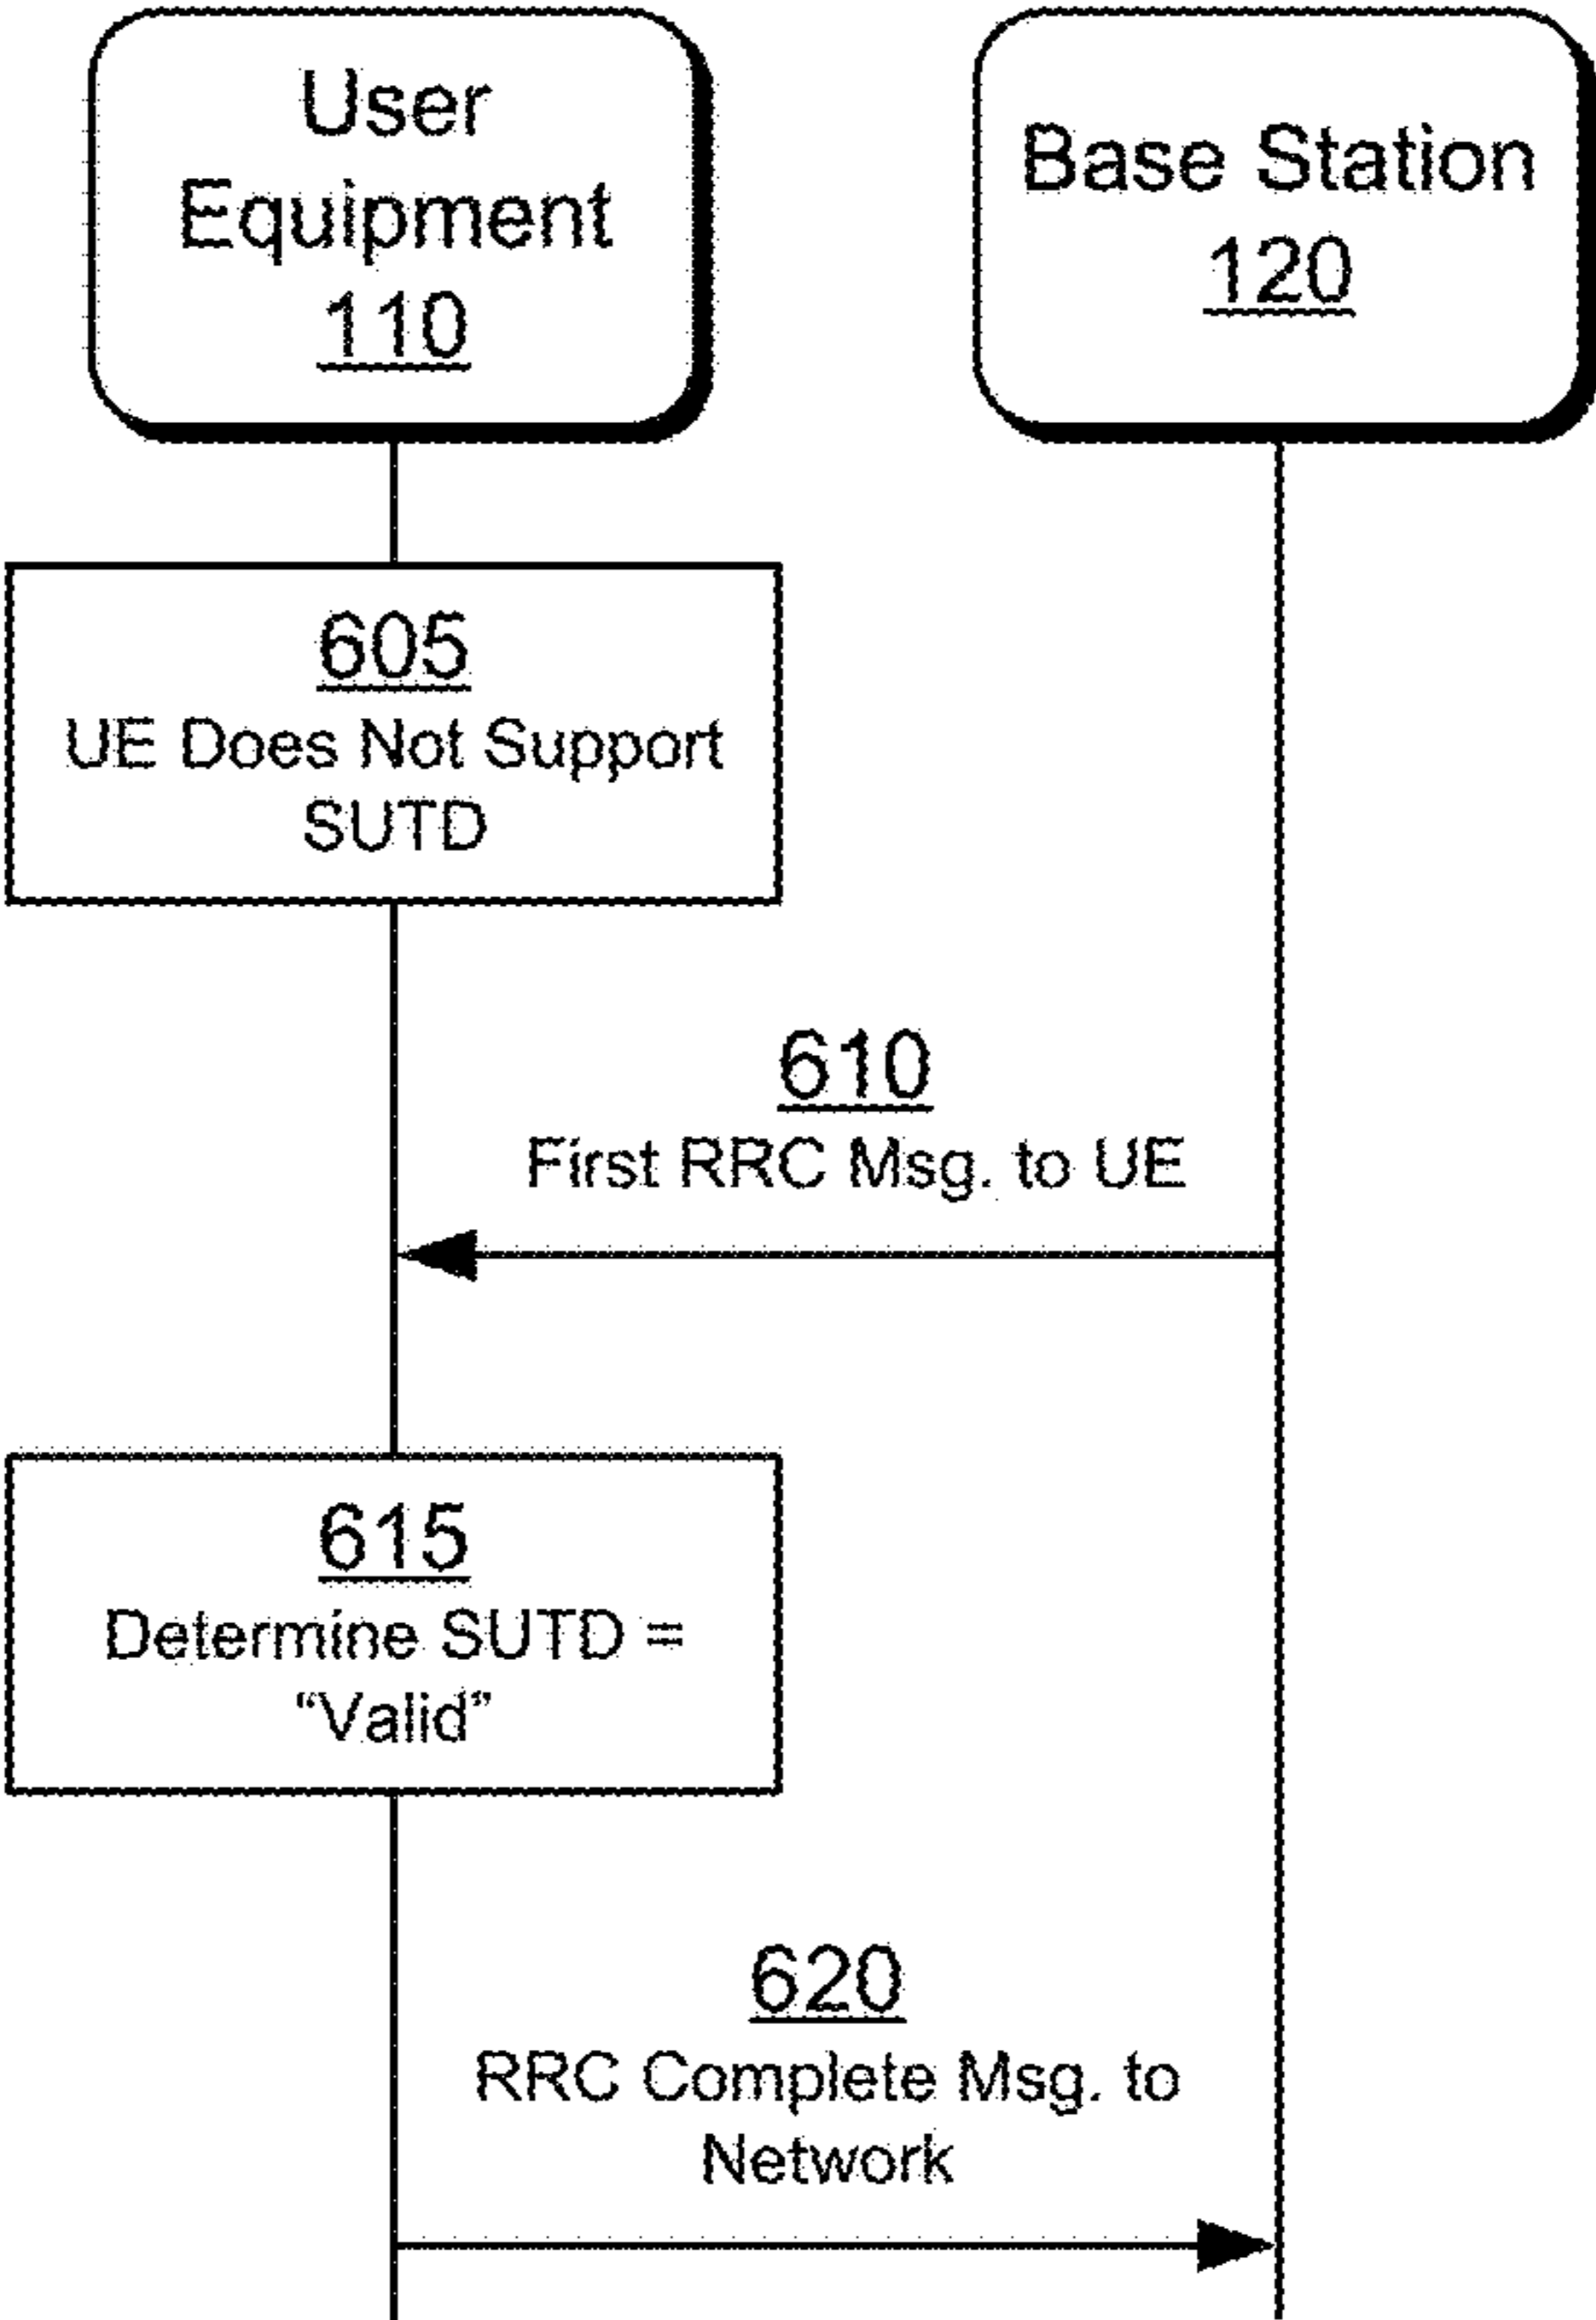 User
Equipment
110
Base Station
120
605
UE Does Not Support
SUTD
610
First RRC Msg. to UE
615
Determine SUTD =
“Valid”
620
RRC Complete Msg. to
Network